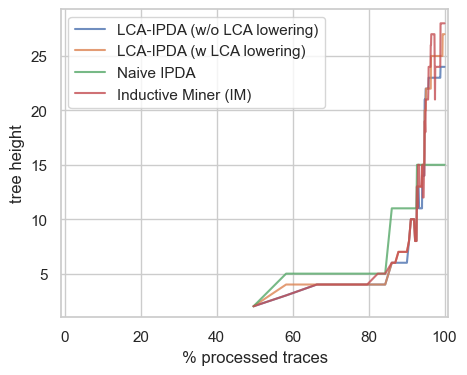 LCA-IPDA (w/o LCA lowering)
LCA-IPDA (w LCA lowering)
Naive IPDA
Inductive Miner (IM)
tree height
25
20
15
10
5
0 20 40 60 80 100
% processed traces